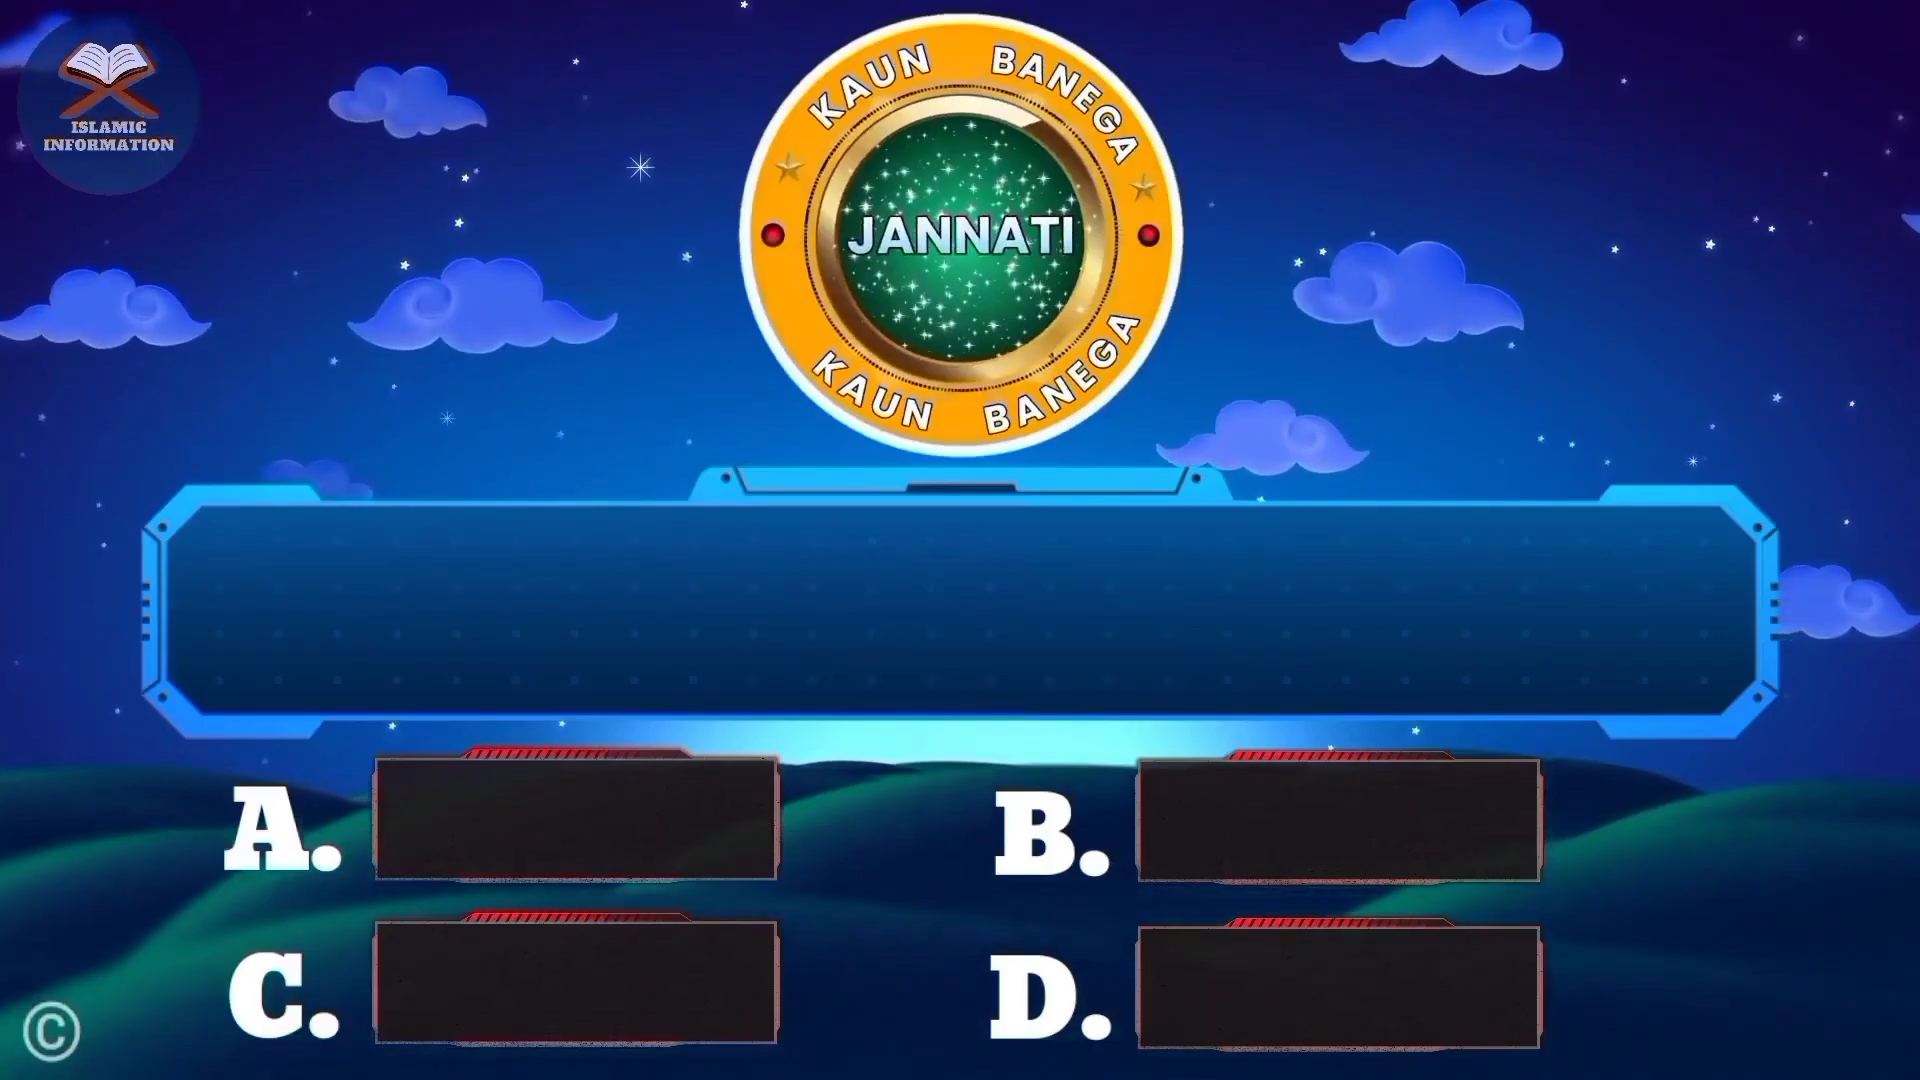 ISLAMIC
INFORMATION
KAUN BANEGA
JANNATI
KAUN BANEGA
A.
B.
C.
D.
©